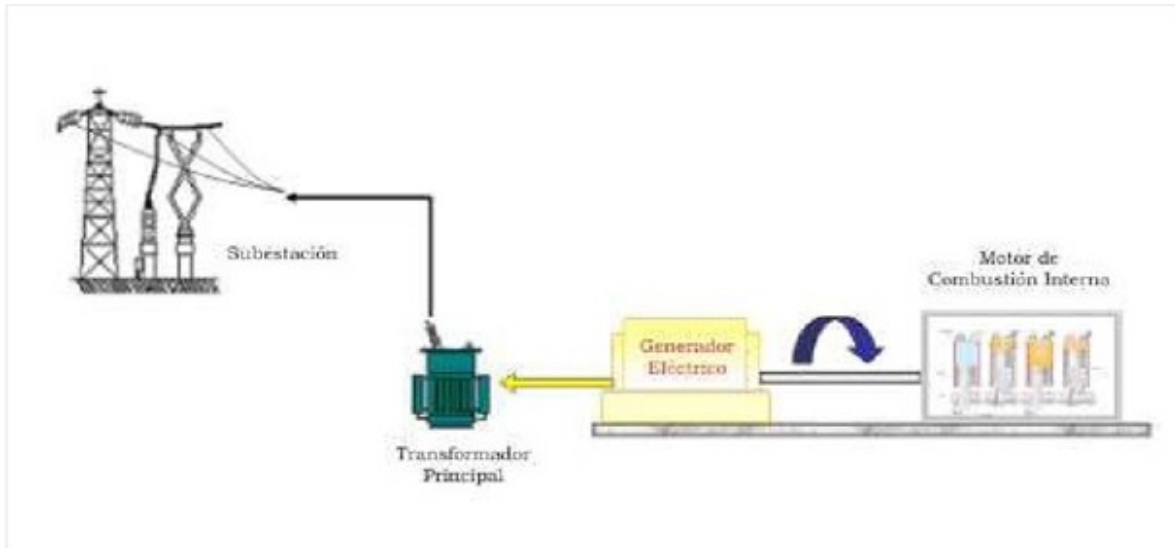 Subestación
Motor de
Combustión Interna
Generador
Eléctrico
Transformador
Principal